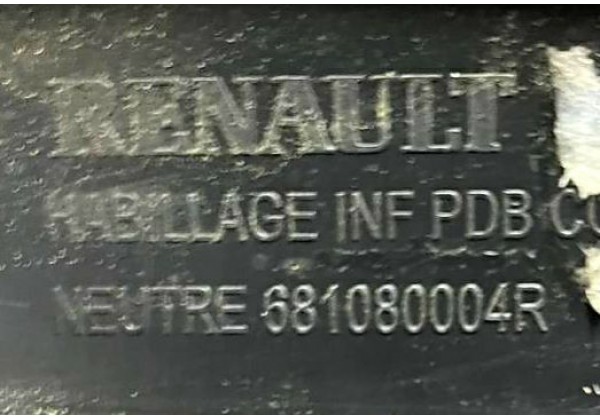 RENAULT
HABILLAGE INF PDB
NEUTRE 681080004R